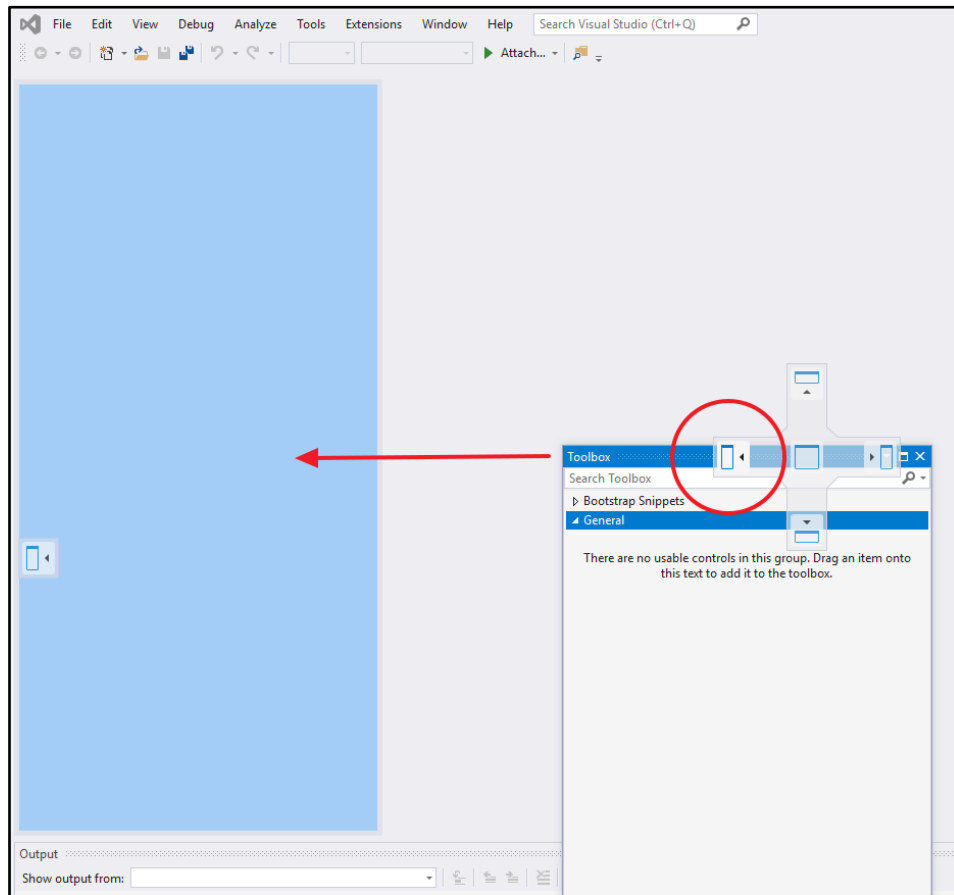 File Edit View Debug Analyze Tools Extensions Window Help Search Visual Studio (Ctrl+Q)
Attach...
Toolbox
Search Toolbox
Bootstrap Snippets
General
There are no usable controls in this group. Drag an item onto
this text to add it to the toolbox.
Output
Show output from: